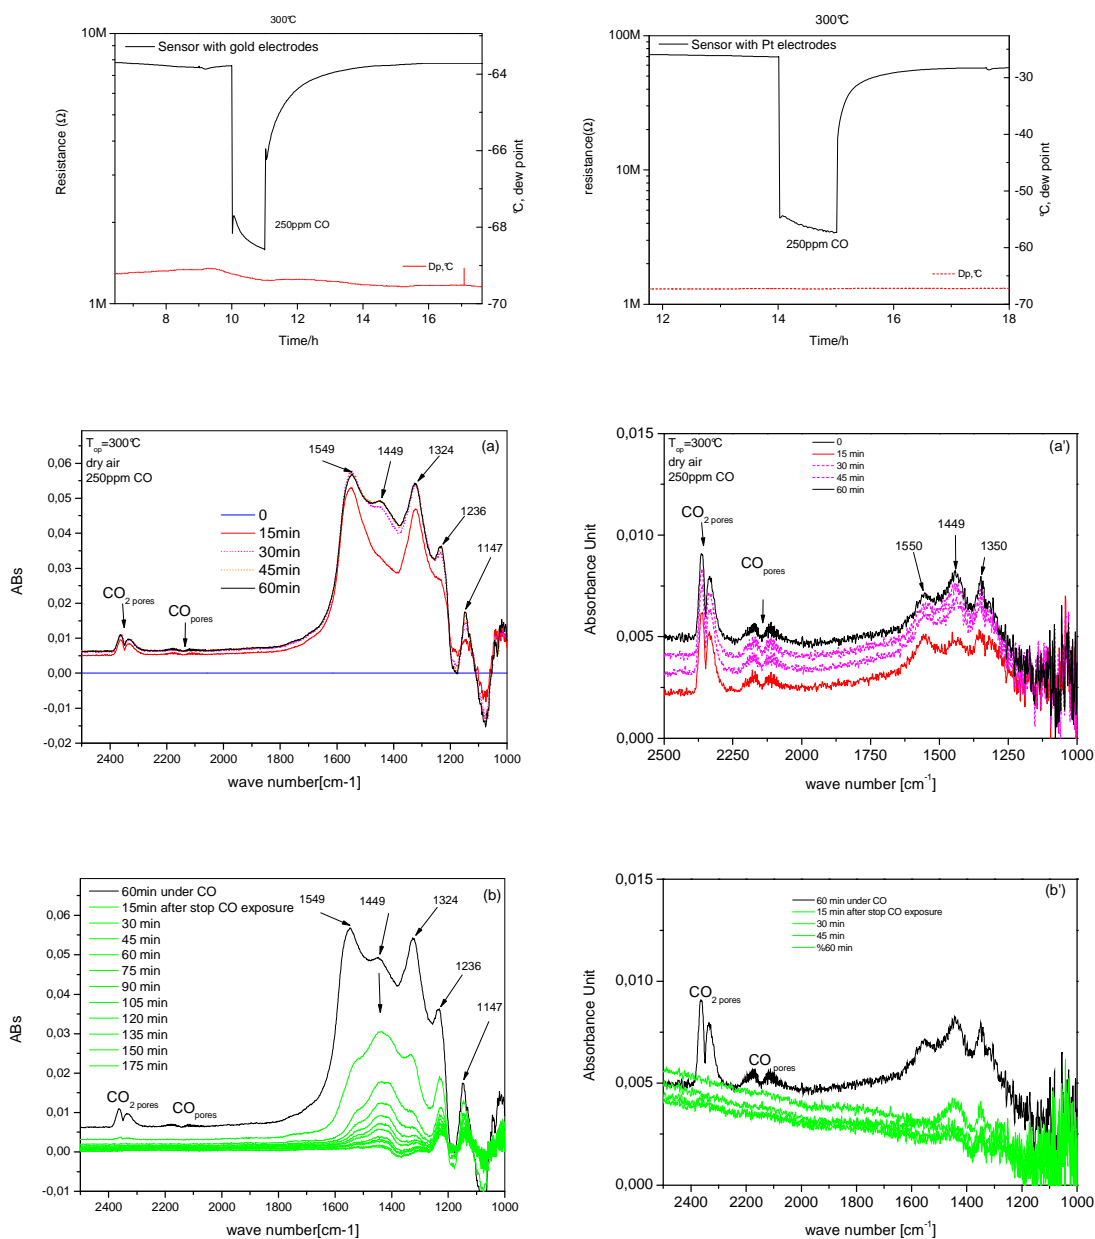 300°C
10M
Sensor with gold electrodes
Resistance (Ω)
250ppm CO
Dp,°C
1M
-64
-66
-68
-70
°C, dew point
8 10 12 14 16
Time/h
300°C
100M
Sensor with Pt electrodes
resistance(Ω)
10M
250ppm CO
Dp,°C
1M
-30
-40
-50
-60
-70
°C, dew point
12 14 16 18
Time/h
(a)
Top=300°C
dry air
250ppm CO
0,06
0,05
0,04
0,03
0,02
0,01
0,00
-0,01
-0,02
ABs
1549 1449 1324
1236
1147
0
15min
30min
45min
60min
CO2 pores
COpores
2400 2200 2000 1800 1600 1400 1200 1000
wave number[cm-1]
(a')
0,015
0,010
0,005
0,000
Absorbance Unit
Top=300°C
dry air
250ppm CO
0
15 min
30 min
45 min
60 min
CO2 pores
COpores
1550 1449 1350
2500 2250 2000 1750 1500 1250 1000
wave number [cm-1]
(b)
0,06
0,05
0,04
0,03
0,02
0,01
0,00
-0,01
ABs
60min under CO
15min after stop CO exposure
30 min
45 min
60 min
75 min
90 min
105 min
120 min
135 min
150 min
175 min
1549 1449 1324
1236
1147
CO2 pores
COpores
2400 2200 2000 1800 1600 1400 1200 1000
wave number[cm-1]
(b')
0,015
0,010
0,005
0,000
Absorbance Unit
60 min under CO
15 min after stop CO exposure
30 min
45 min
%60 min
CO2 pores
COpores
2400 2200 2000 1800 1600 1400 1200 1000
wave number [cm-1]